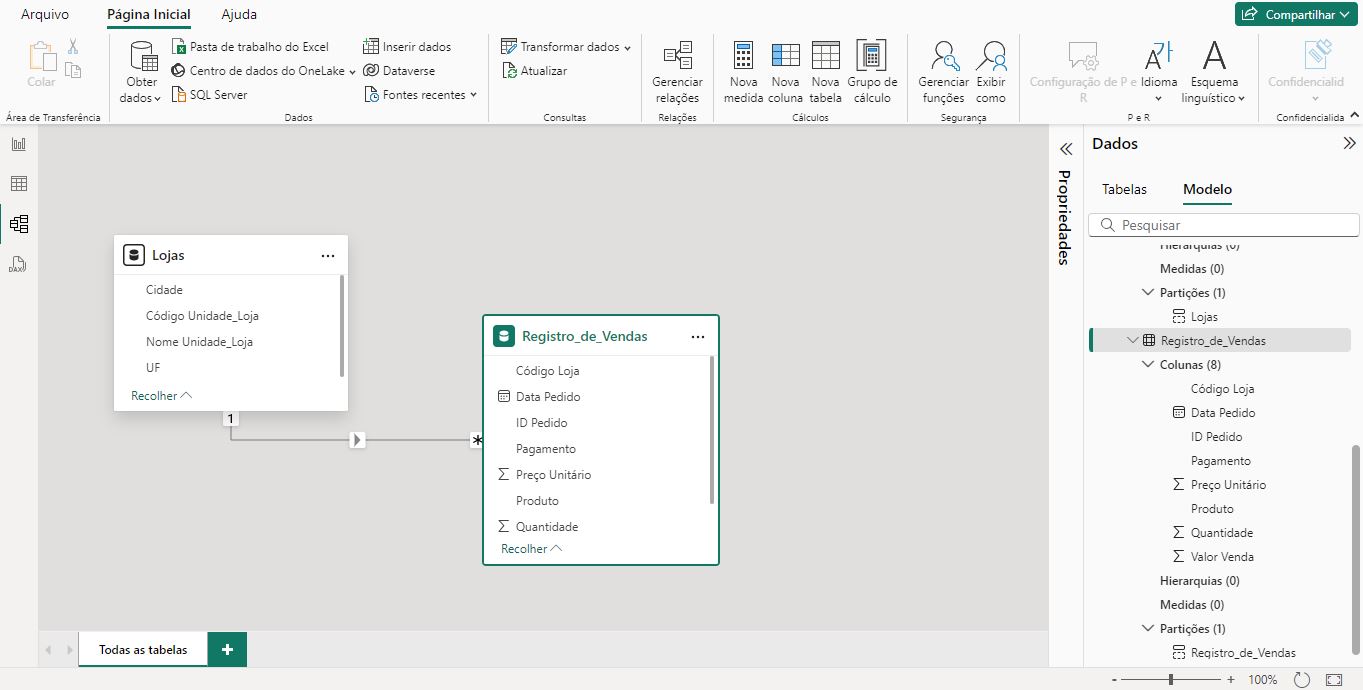 Arquivo
Página Inicial
Ajuda
Compartilhar
Colar
Área de Transferência
Obter
dados
Pasta de trabalho do Excel
Centro de dados do OneLake
SQL Server
Inserir dados
Dataverse
Fontes recentes
Dados
Transformar dados
Atualizar
Consultas
Gerenciar
relações
Relações
Nova
medida
Nova
coluna
Nova
tabela
Grupo de
cálculo
Cálculos
Gerenciar
funções
Exibir
como
Segurança
Configuração de P e
R
Idioma
Esquema
linguístico
P e R
Confidencialid
Confidencialida
DAX
Lojas
...
Cidade
Código Unidade_Loja
Nome Unidade_Loja
UF
Recolher
1
*
Registro_de_Vendas
...
Código Loja
Data Pedido
ID Pedido
Pagamento
Σ Preço Unitário
Produto
Σ Quantidade
Recolher
Propriedades
Dados
Tabelas
Modelo
Pesquisar
Hierarquias (0)
Medidas (0)
Partições (1)
Lojas
Registro_de_Vendas
Colunas (8)
Código Loja
Data Pedido
ID Pedido
Pagamento
Σ Preço Unitário
Produto
Σ Quantidade
Σ Valor Venda
Hierarquias (0)
Medidas (0)
Partições (1)
Registro_de_Vendas
Todas as tabelas
+
- + 100%